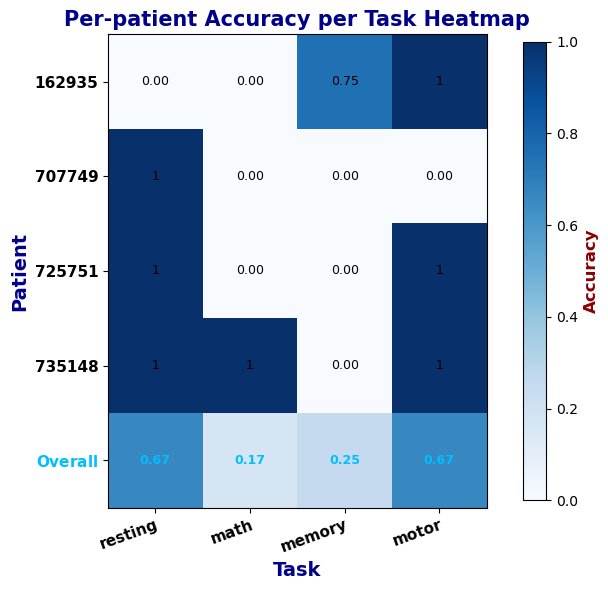 Per-patient Accuracy per Task Heatmap
162935 0.00 0.00 0.75 1
707749 1 0.00 0.00 0.00
725751 1 0.00 0.00 1
735148 1 1 0.00 1
Overall 0.67 0.17 0.25 0.67
resting math memory motor
Task
Patient
1.0
0.8
0.6
0.4
0.2
0.0
Accuracy